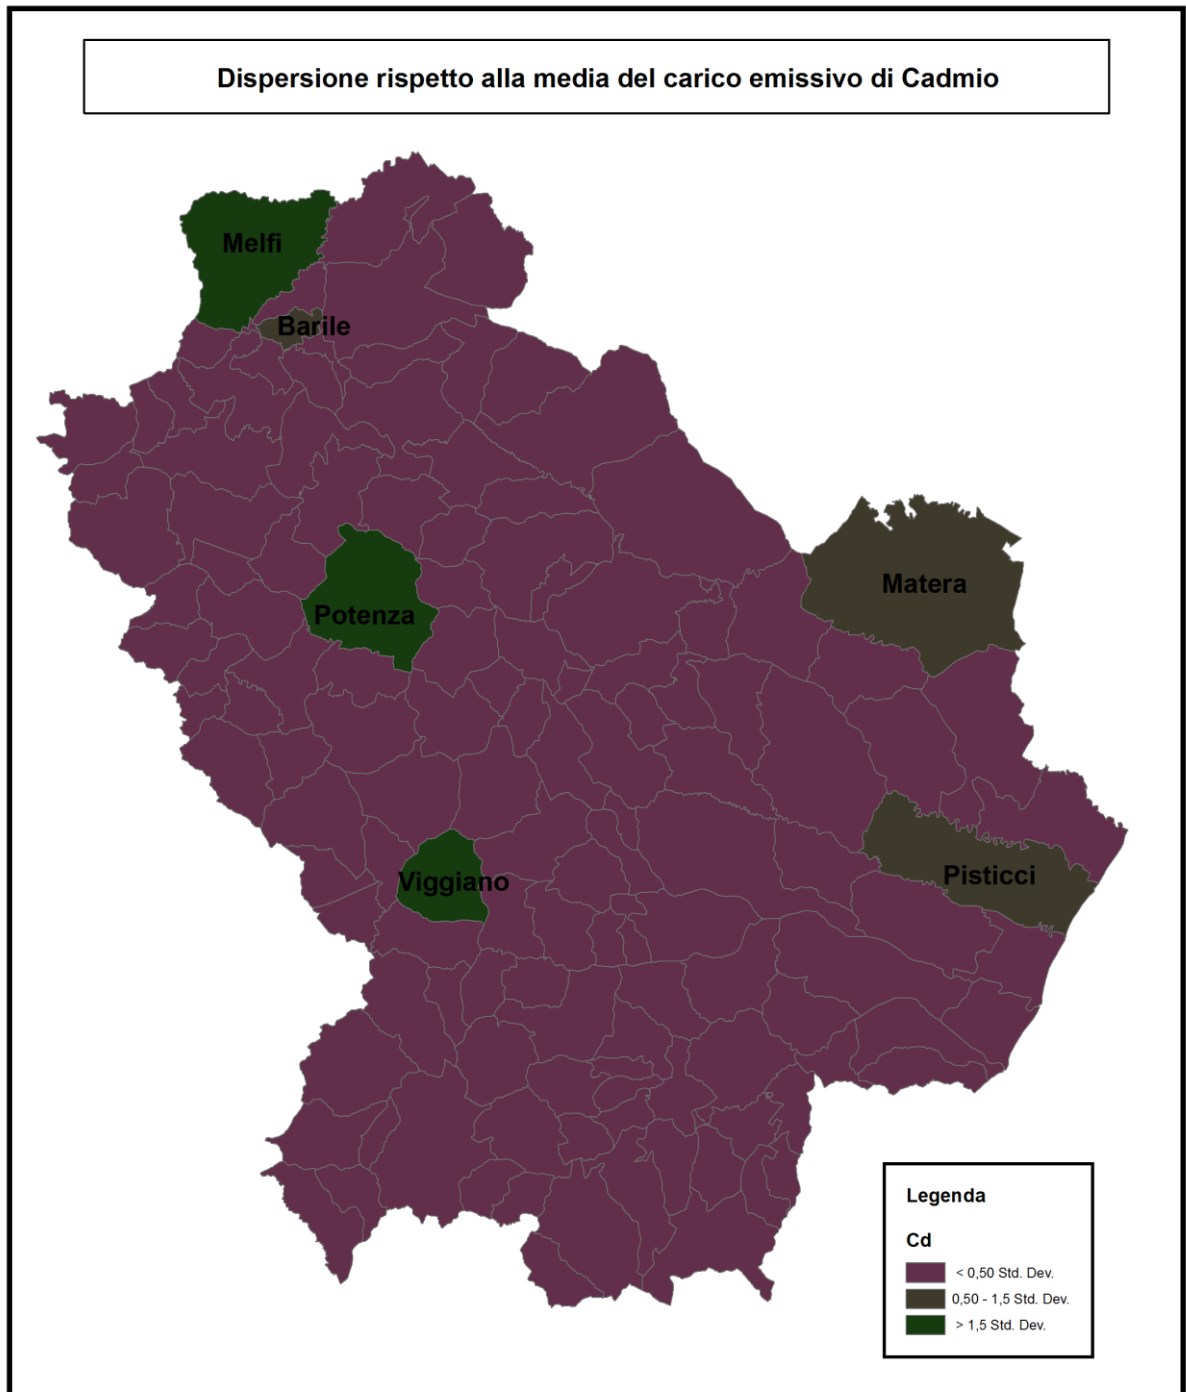 Dispersione rispetto alla media del carico emissivo di Cadmio
Melfi
Barile
Matera
Potenza
Viggiano
Pisticci
Legenda
Cd
< 0,50 Std. Dev.
0,50 - 1,5 Std. Dev.
> 1,5 Std. Dev.